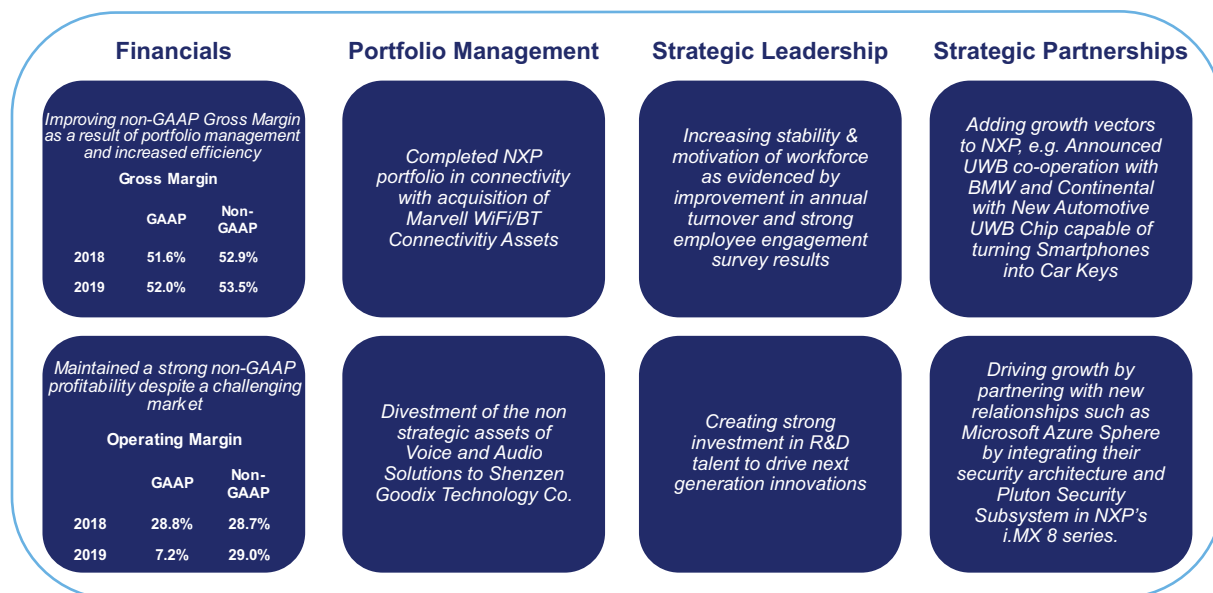 Financials
Improving non-GAAP Gross Margin
as a result of portfolio management
and increased efficiency
Gross Margin
GAAP Non-
GAAP
2018 51.6% 52.9%
2019 52.0% 53.5%
Maintained a strong non-GAAP
profitability despite a challenging
market
Operating Margin
GAAP Non-
GAAP
2018 28.8% 28.7%
2019 7.2% 29.0%
Portfolio Management
Completed NXP
portfolio in connectivity
with acquisition of
Marvell WiFi/BT
Connectivitiy Assets
Divestment of the non
strategic assets of
Voice and Audio
Solutions to Shenzen
Goodix Technology Co.
Strategic Leadership
Increasing stability &
motivation of workforce
as evidenced by
improvement in annual
turnover and strong
employee engagement
survey results
Creating strong
investment in R&D
talent to drive next
generation innovations
Strategic Partnerships
Adding growth vectors
to NXP, e.g. Announced
UWB co-operation with
BMW and Continental
with New Automotive
UWB Chip capable of
turning Smartphones
into Car Keys
Driving growth by
partnering with new
relationships such as
Microsoft Azure Sphere
by integrating their
security architecture and
Pluton Security
Subsystem in NXP's
i.MX 8 series.